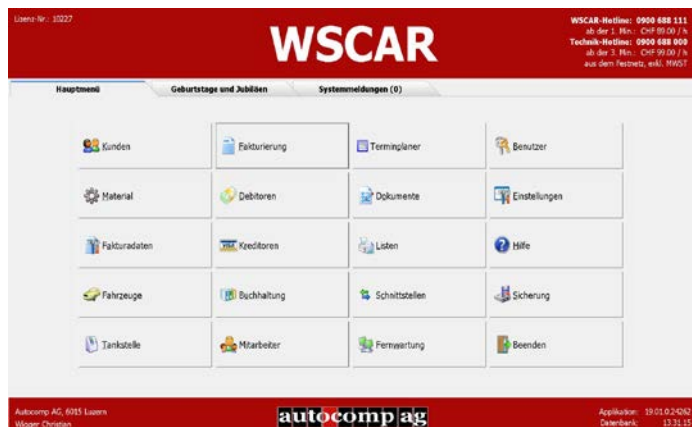 Lisenz-Nr.: 10227
WSCAR
WSCAR-Hotline: 0900 688 111
ab der 1. Min.: CHF 99.00 / h
Technik-Hotline: 0900 688 000
ab der 3. Min.: CHF 99.00 / h
aus dem Festnetz, exkl. MWST
Hauptmenü Geburtstage und Jubiläen Systemmeldungen (0)
Kunden Fakturierung Terminplaner Benutzer
Material Debitoren Dokumente Einstellungen
Fakturadaten Kreditoren Listen Hilfe
Fahrzeuge Buchhaltung Schnittstellen Sicherung
Tankstelle Mitarbeiter Fernwartung Beenden
Autocomp AG, 6015 Luzern
Wigger Christian
autocomp ag
Applikation: 19.01.0.24262
Datenbank: 13.31.15